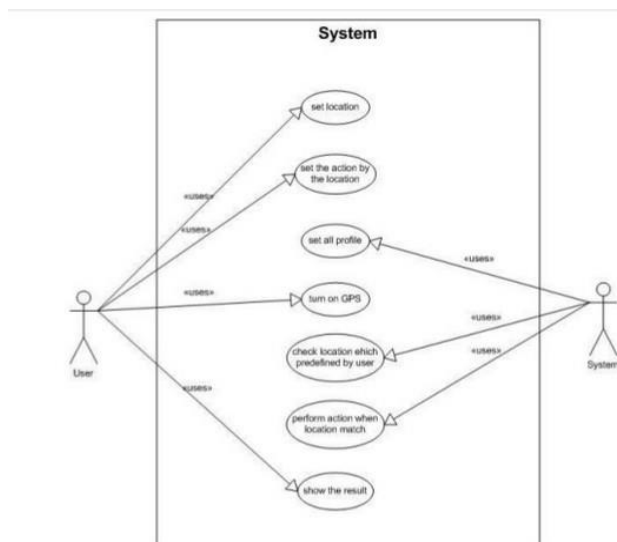 System
set location
set the action by
the location
«uses»
«uses»
set all profile
«uses»
«uses»
turn on GPS
check location ehich
predefined by user
«uses»
«uses»
User
System
«uses»
perform action when
location match
show the result